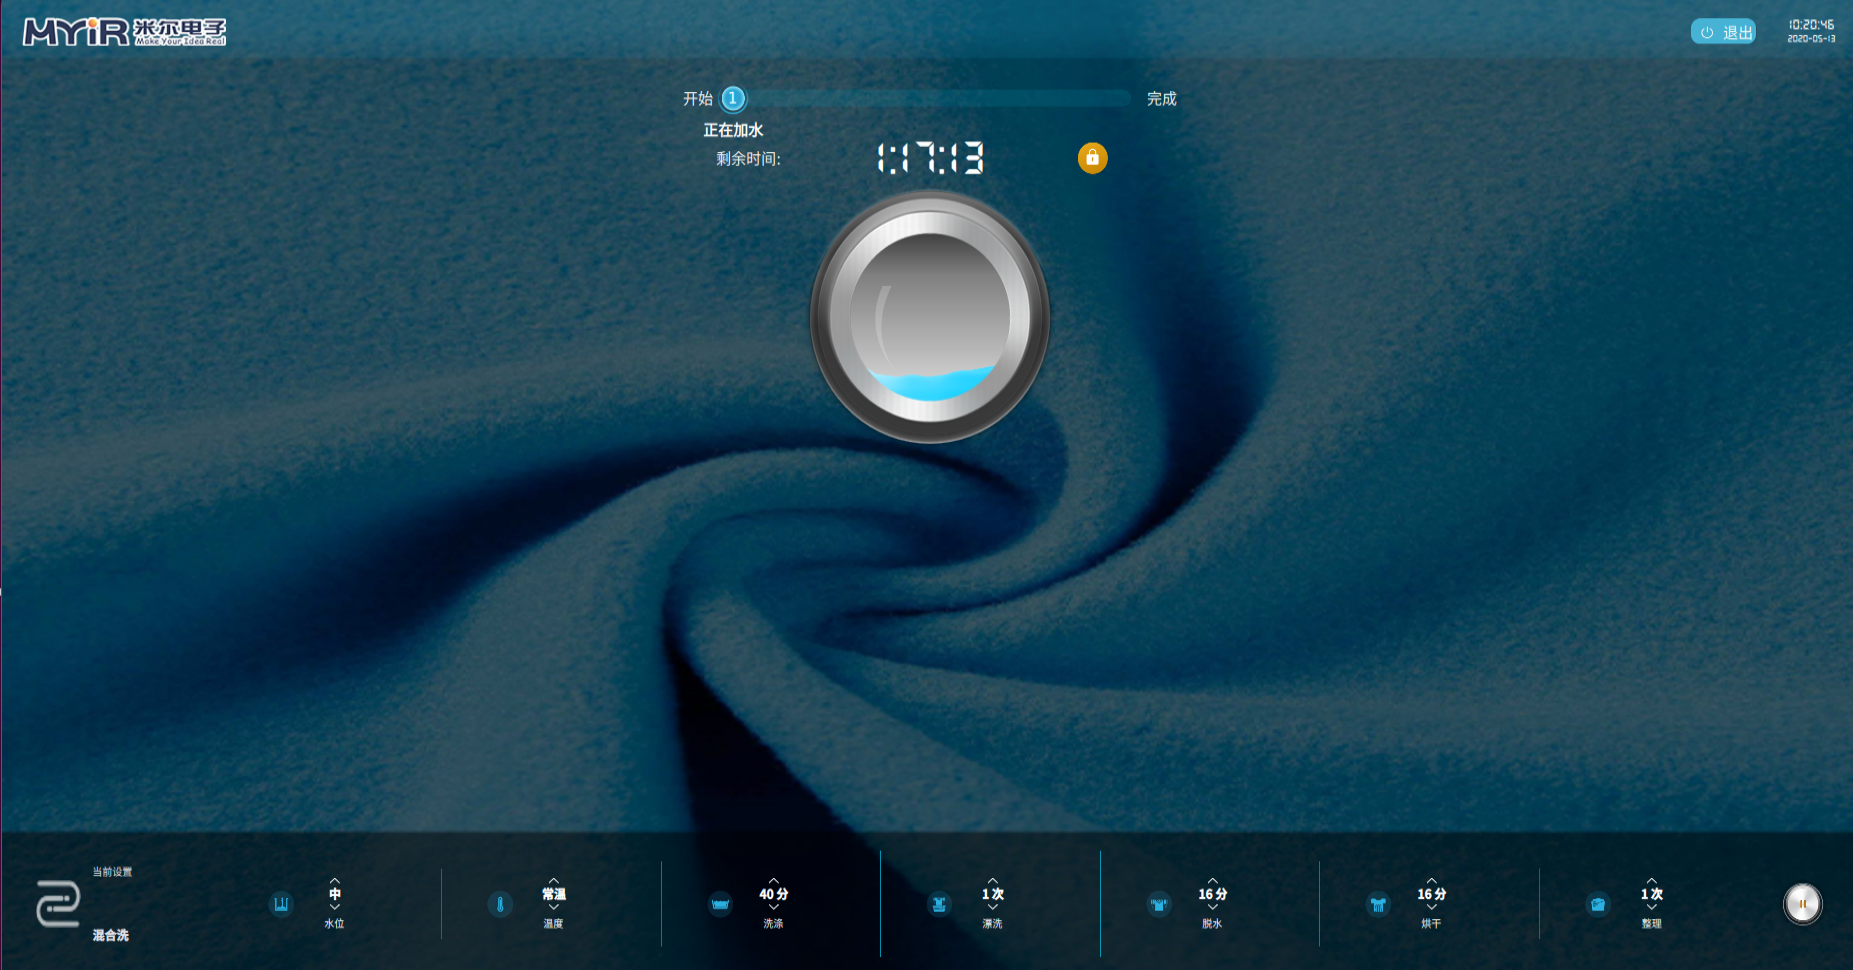 MYiR 米尔电子
Make Your Idea Real
退出
10:20:46
2020-05-13
开始 1 完成
正在加水
剩余时间: 1:17:13
当前设置
混合洗
中
水位
常温
温度
40 分
洗涤
1 次
漂洗
16 分
脱水
16 分
烘干
1 次
整理